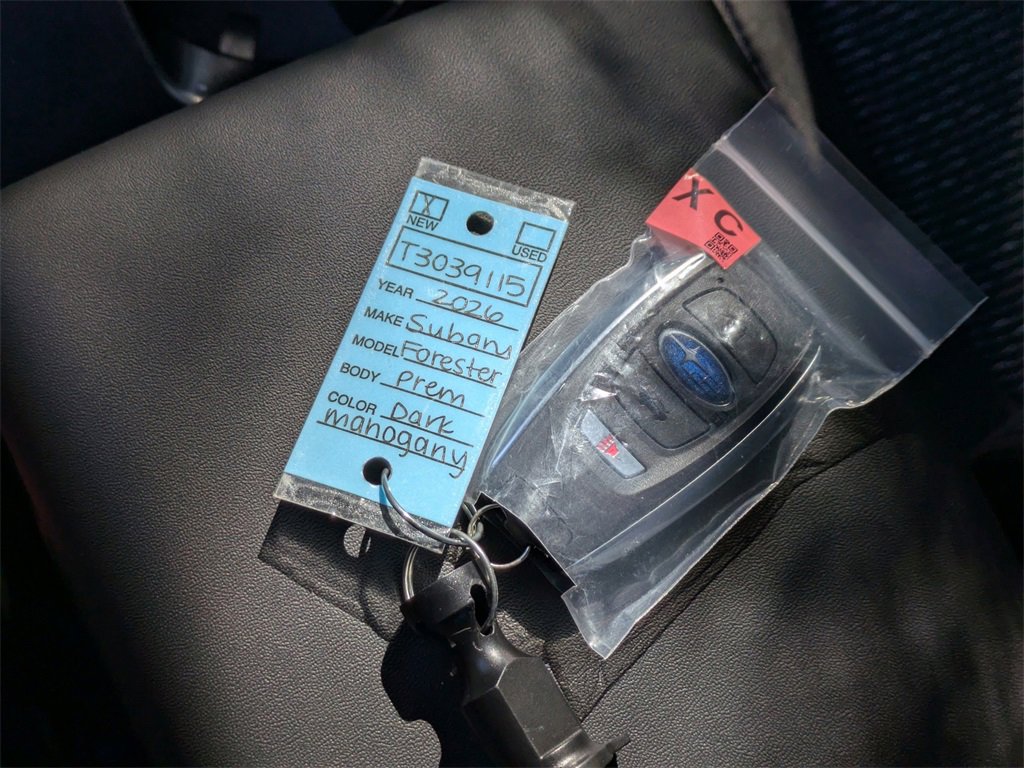 X
NEW
USED
T3039115
YEAR 2026
MAKE Subaru
MODEL Forester
BODY Prem
COLOR Dark
mahogany
X C